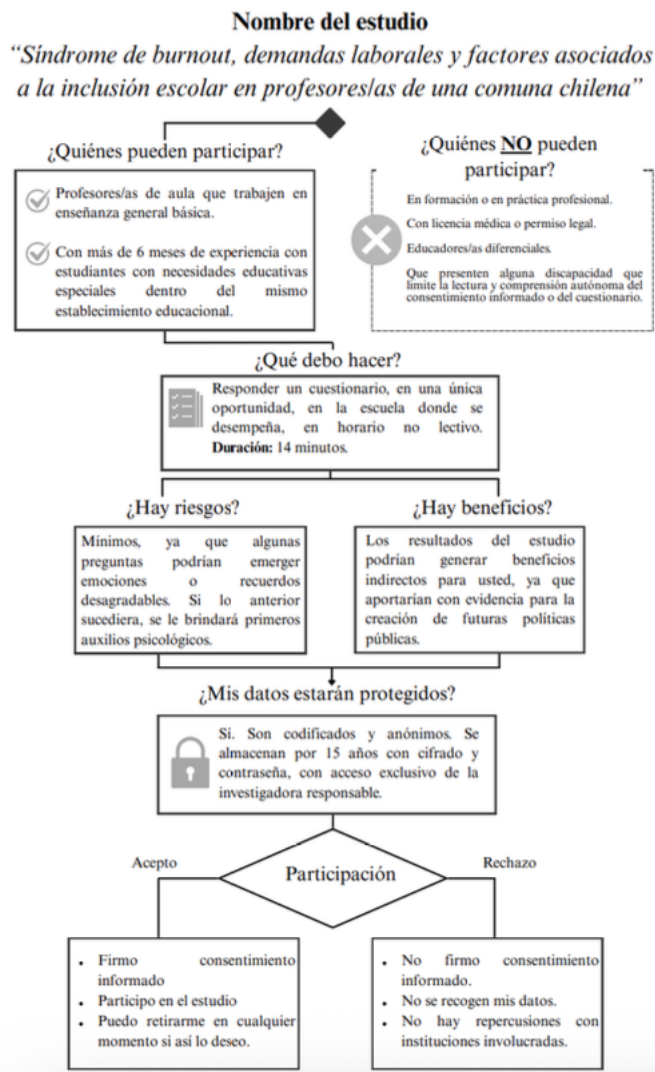 Nombre del estudio
“Síndrome de burnout, demandas laborales y factores asociados
a la inclusión escolar en profesores/as de una comuna chilena”
¿Quiénes pueden participar?
Profesores/as de aula que trabajen en
enseñanza general básica.
Con más de 6 meses de experiencia con
estudiantes con necesidades educativas
especiales dentro del mismo
establecimiento educacional.
¿Quiénes NO pueden
participar?
En formación o en práctica profesional.
Con licencia médica o permiso legal.
Educadores/as diferenciales.
Que presenten alguna discapacidad que
limite la lectura y comprensión autónoma del
consentimiento informado o del cuestionario.
¿Qué debo hacer?
Responder un cuestionario, en una única
oportunidad, en la escuela donde se
desempeña, en horario no lectivo.
Duración: 14 minutos.
¿Hay riesgos?
Mínimos, ya que algunas
preguntas podrían emerger
emociones o recuerdos
desagradables. Si lo anterior
sucediera, se le brindará primeros
auxilios psicológicos.
¿Hay beneficios?
Los resultados del estudio
podrían generar beneficios
indirectos para usted, ya que
aportarían con evidencia para la
creación de futuras políticas
públicas.
¿Mis datos estarán protegidos?
Sí. Son codificados y anónimos. Se
almacenan por 15 años con cifrado y
contraseña, con acceso exclusivo de la
investigadora responsable.
Acepto
Participación
Rechazo
• Firmo consentimiento
informado
• Participo en el estudio
• Puedo retirarme en cualquier
momento si así lo deseo.
• No firmo consentimiento
informado.
• No se recogen mis datos.
• No hay repercusiones con
instituciones involucradas.